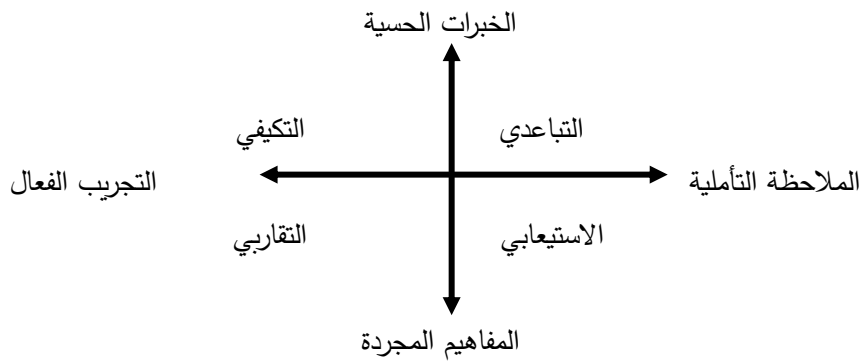 الخبرات الحسية
التباعدي
التكيفي
الملاحظة التأملية
التجريب الفعال
الاستيعابي
التقاربي
المفاهيم المجردة